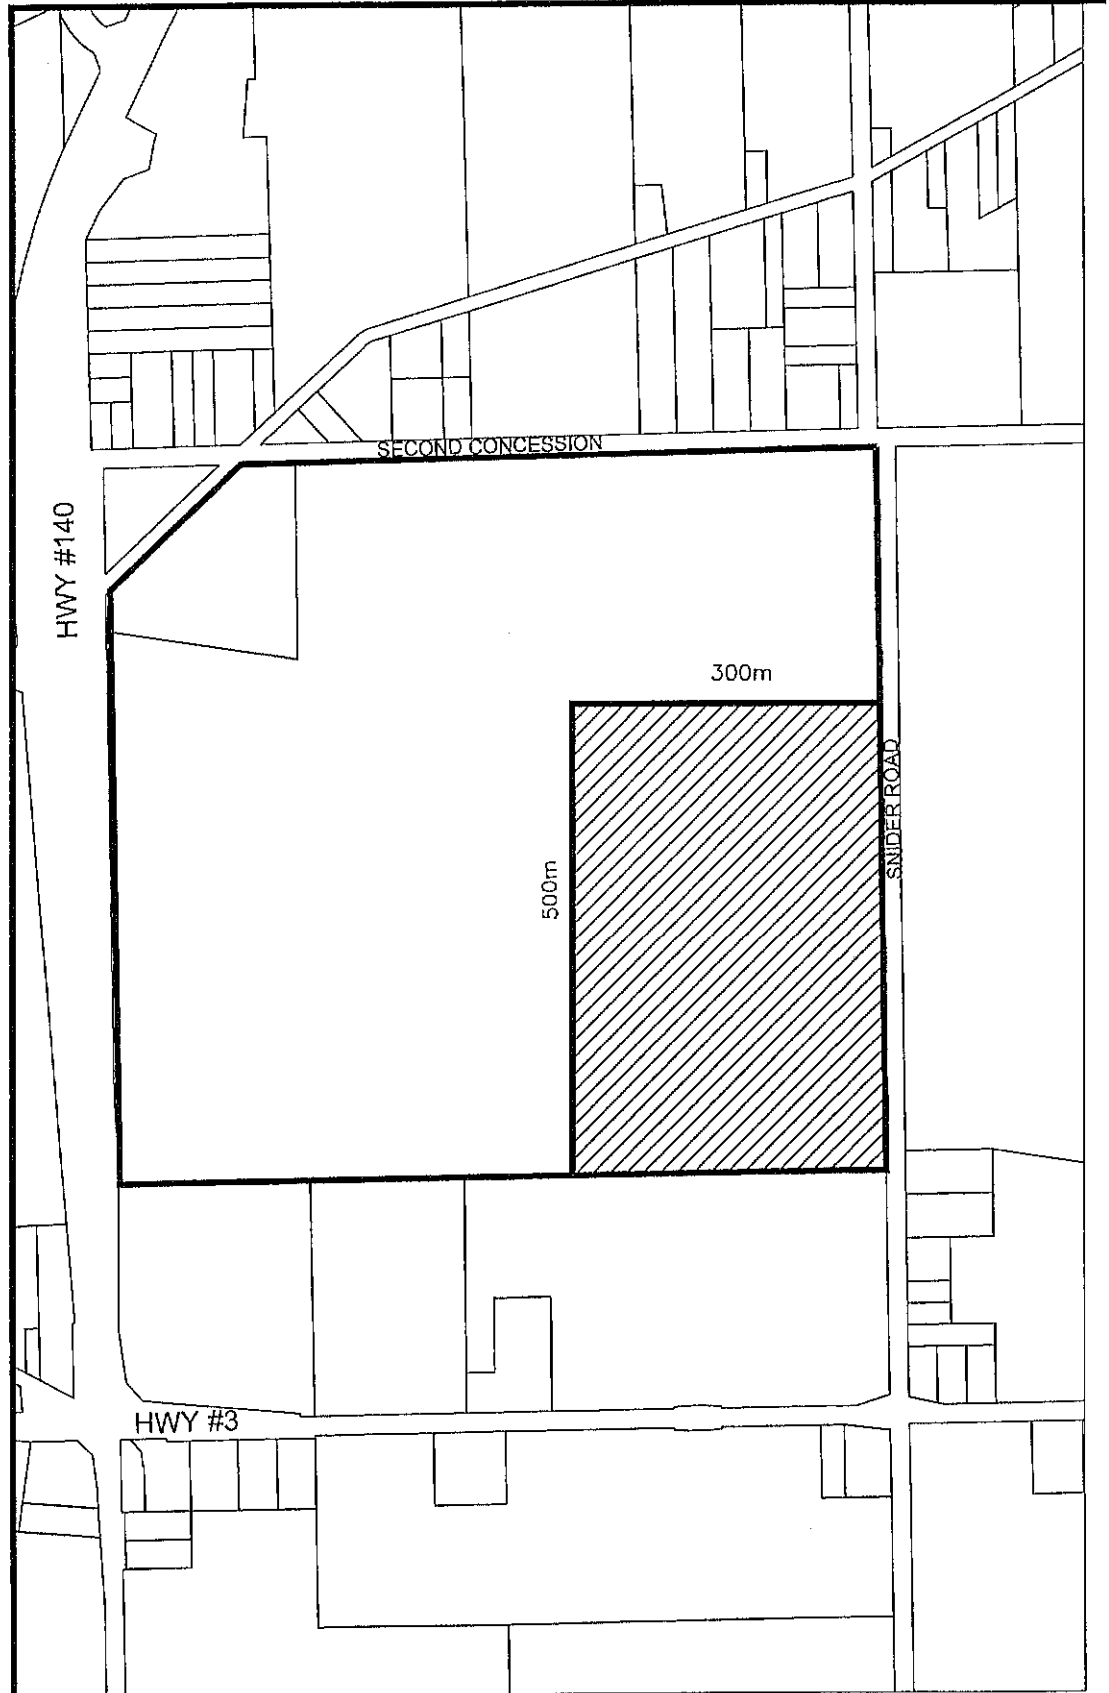 SECOND CONCESSION
HWY #140
300m
SNIDER ROAD
500m
HWY #3